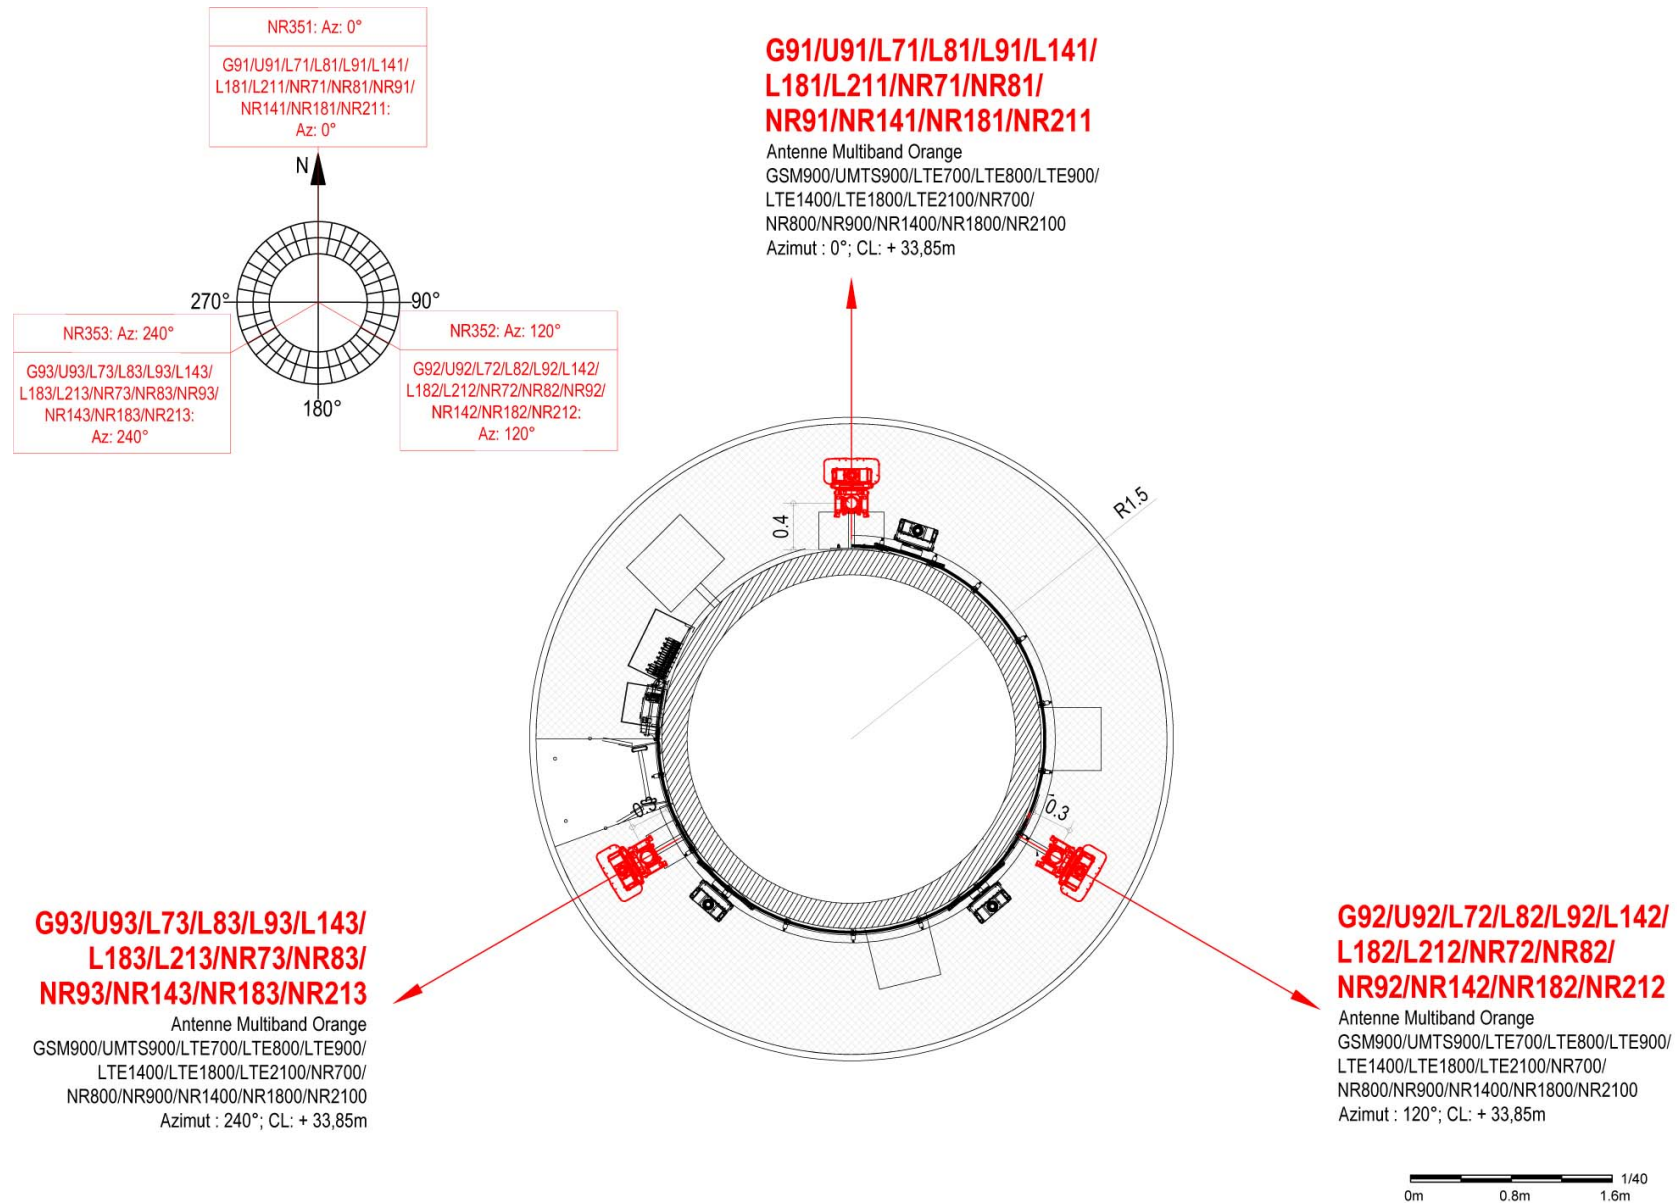 NR351: Az: 0°
G91/U91/L71/L81/L91/L141/
L181/L211/NR71/NR81/NR91/
NR141/NR181/NR211:
Az: 0°
N
270°
90°
180°
NR353: Az: 240°
G93/U93/L73/L83/L93/L143/
L183/L213/NR73/NR83/NR93/
NR143/NR183/NR213:
Az: 240°
NR352: Az: 120°
G92/U92/L72/L82/L92/L142/
L182/L212/NR72/NR82/NR92/
NR142/NR182/NR212:
Az: 120°
G91/U91/L71/L81/L91/L141/
L181/L211/NR71/NR81/
NR91/NR141/NR181/NR211
Antenne Multiband Orange
GSM900/UMTS900/LTE700/LTE800/LTE900/
LTE1400/LTE1800/LTE2100/NR700/
NR800/NR900/NR1400/NR1800/NR2100
Azimut : 0°; CL: + 33,85m
R1.5
0.4
0.3
G93/U93/L73/L83/L93/L143/
L183/L213/NR73/NR83/
NR93/NR143/NR183/NR213
Antenne Multiband Orange
GSM900/UMTS900/LTE700/LTE800/LTE900/
LTE1400/LTE1800/LTE2100/NR700/
NR800/NR900/NR1400/NR1800/NR2100
Azimut : 240°; CL: + 33,85m
G92/U92/L72/L82/L92/L142/
L182/L212/NR72/NR82/
NR92/NR142/NR182/NR212
Antenne Multiband Orange
GSM900/UMTS900/LTE700/LTE800/LTE900/
LTE1400/LTE1800/LTE2100/NR700/
NR800/NR900/NR1400/NR1800/NR2100
Azimut : 120°; CL: + 33,85m
1/40
0m 0.8m 1.6m